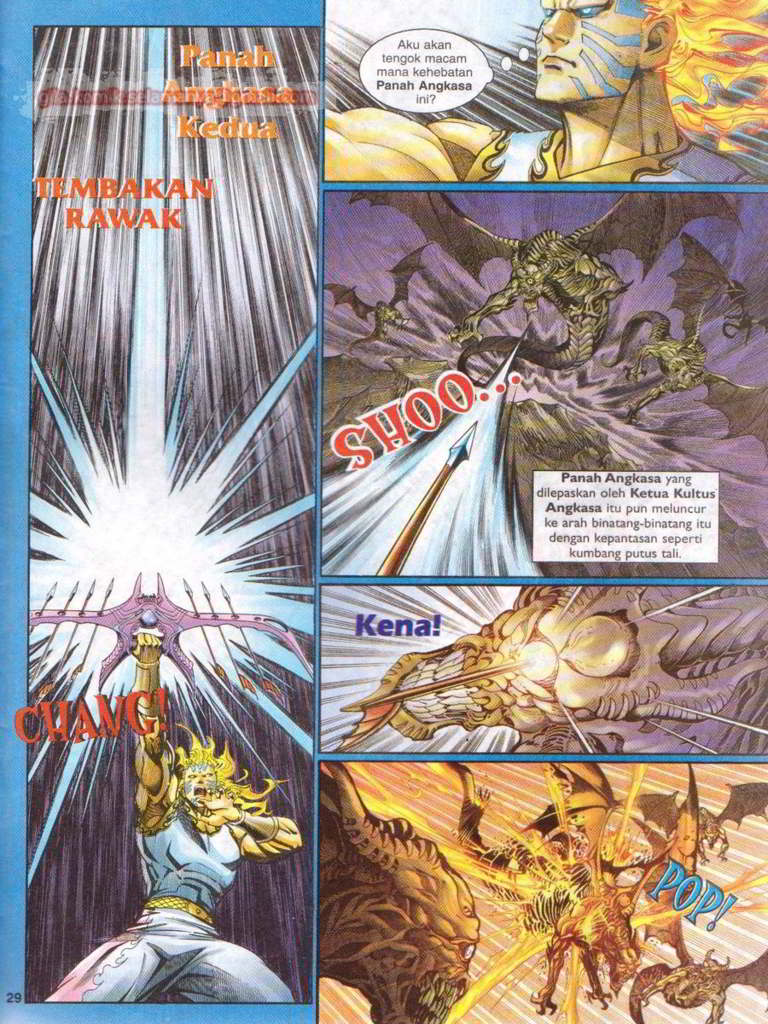 Panah
Angkasa
Kedua
TEMBAKAN
RAWAK
CHANG!
Aku akan
tengok macam
mana kehebatan
Panah Angkasa
ini?
SHOO...
Panah Angkasa yang
dilepaskan oleh Ketua Kultus
Angkasa itu pun meluncur
ke arah binatang-binatang itu
dengan kepantasan seperti
kumbang putus tali.
Kena!
POP!
29